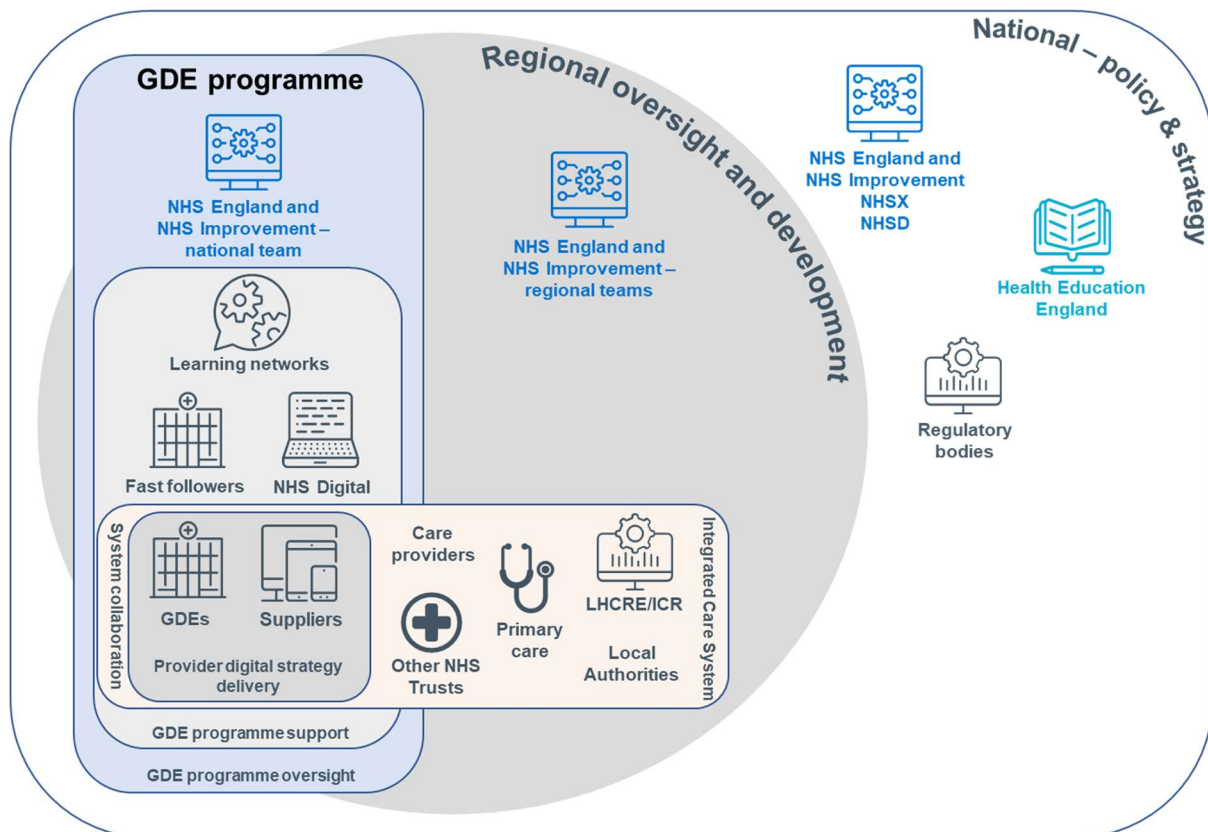 GDE programme
NHS England and
NHS Improvement –
national team
Learning networks
Fast followers
NHS Digital
System collaboration
GDEs
Suppliers
Provider digital strategy
delivery
GDE programme support
GDE programme oversight
Care
providers
Other NHS
Trusts
Primary
care
LHCRE/ICR
Local
Authorities
Integrated Care System
Regional oversight and development
NHS England and
NHS Improvement –
regional teams
National – policy & strategy
NHS England and
NHS Improvement
NHSX
NHSD
Health Education
England
Regulatory
bodies